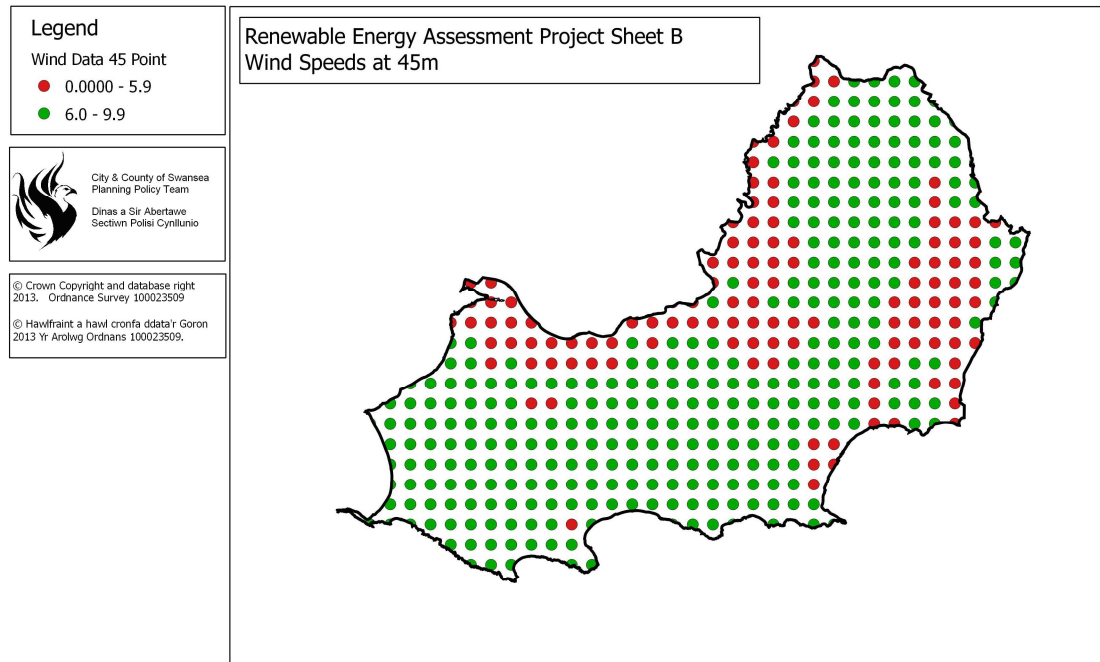 Legend
Wind Data 45 Point
0.0000 - 5.9
6.0 - 9.9
City & County of Swansea
Planning Policy Team
Dinas a Sir Abertawe
Sectiwn Polisi Cynllunio
© Crown Copyright and database right
2013. Ordnance Survey 100023509
© Hawlfraint a hawl cronfa ddata'r Goron
2013 Yr Arolwg Ordnans 100023509.
Renewable Energy Assessment Project Sheet B
Wind Speeds at 45m